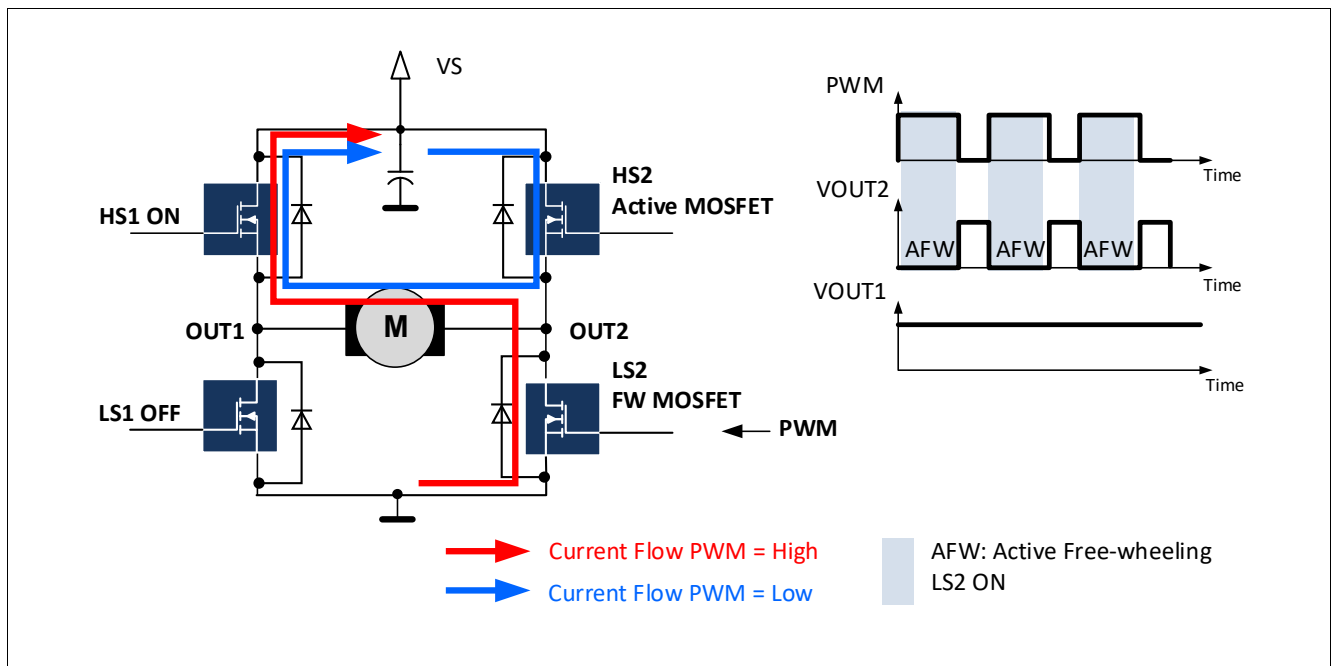 VS
HS1 ON
HS2
Active MOSFET
OUT1
M
OUT2
LS1 OFF
LS2
FW MOSFET
PWM
PWM
Time
VOUT2
AFW
AFW
AFW
Time
VOUT1
Time
Current Flow PWM = High
Current Flow PWM = Low
AFW: Active Free-wheeling
LS2 ON